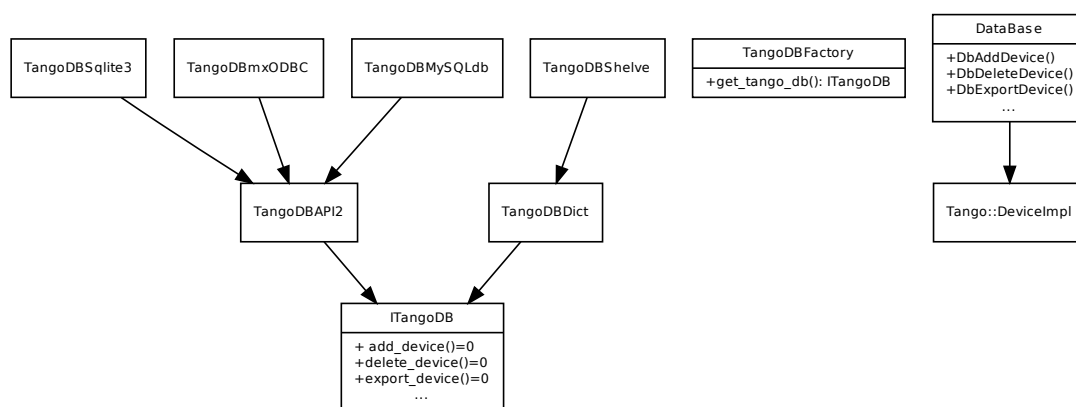 TangoDBSqlite3
TangoDBmxODBC
TangoDBMySQLdb
TangoDBShelve
TangoDBFactory
+get_tango_db(): ITangoDB
DataBase
+DbAddDevice()
+DbDeleteDevice()
+DbExportDevice()
...
TangoDBAPI2
TangoDBDict
Tango::DeviceImpl
ITangoDB
+ add_device()=0
+delete_device()=0
+export_device()=0
...